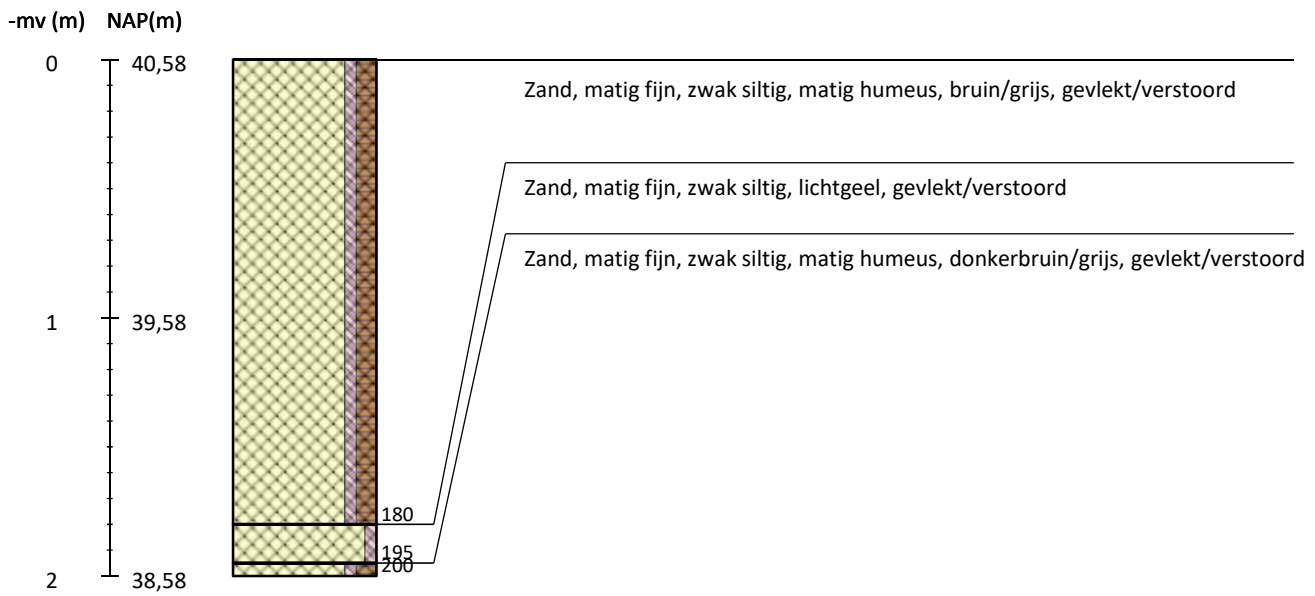 -mv (m) NAP(m)
0 40,58
Zand, matig fijn, zwak siltig, matig humeus, bruin/grijs, gevlekt/verstoord
Zand, matig fijn, zwak siltig, lichtgeel, gevlekt/verstoord
Zand, matig fijn, zwak siltig, matig humeus, donkerbruin/grijs, gevlekt/verstoord
1 39,58
180
195
200
2 38,58